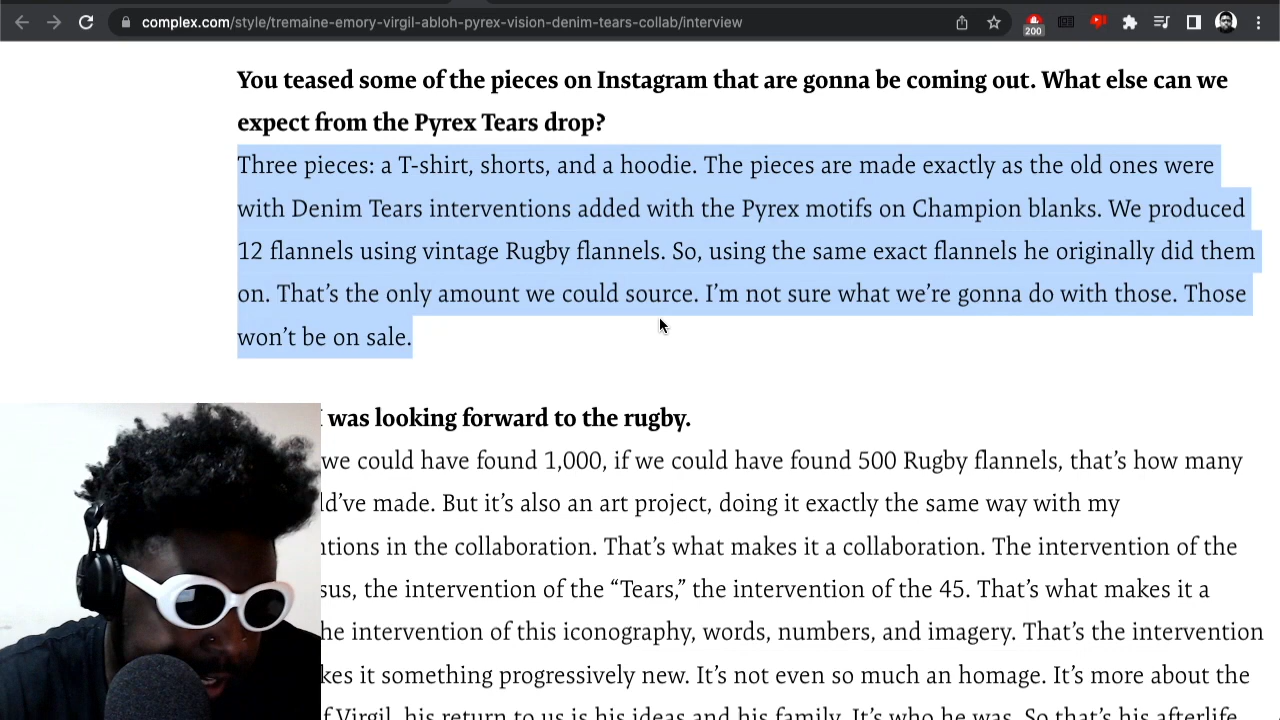 complex.com/style/tremaine-emory-virgil-abloh-pyrex-vision-denim-tears-collab/interview
200
You teased some of the pieces on Instagram that are gonna be coming out. What else can we
expect from the Pyrex Tears drop?
Three pieces: a T-shirt, shorts, and a hoodie. The pieces are made exactly as the old ones were
with Denim Tears interventions added with the Pyrex motifs on Champion blanks. We produced
12 flannels using vintage Rugby flannels. So, using the same exact flannels he originally did them
on. That’s the only amount we could source. I’m not sure what we’re gonna do with those. Those
won’t be on sale.
I was looking forward to the rugby.
we could have found 1,000, if we could have found 500 Rugby flannels, that’s how many
ld’ve made. But it’s also an art project, doing it exactly the same way with my
ntions in the collaboration. That’s what makes it a collaboration. The intervention of the
sus, the intervention of the “Tears,” the intervention of the 45. That’s what makes it a
he intervention of this iconography, words, numbers, and imagery. That’s the intervention
kes it something progressively new. It’s not even so much an homage. It’s more about the
f Virgil, his return to us is his ideas and his family. It’s who he was. So that’s his afterlife